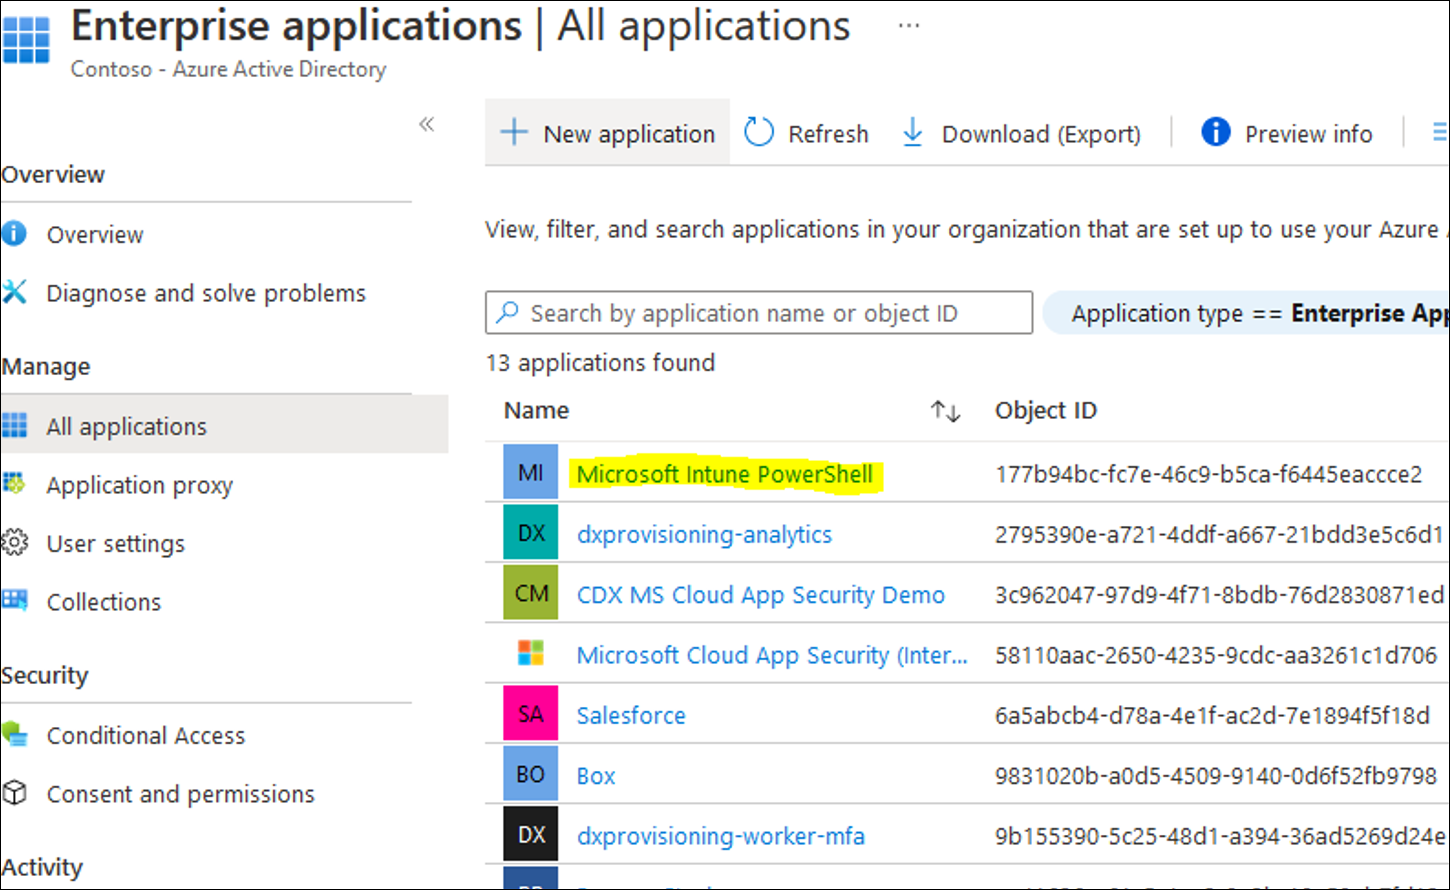 Enterprise applications | All applications ...
Contoso - Azure Active Directory
«
New application
Refresh
Download (Export)
Preview info
Overview
Overview
Diagnose and solve problems
Manage
All applications
Application proxy
User settings
Collections
Security
Conditional Access
Consent and permissions
Activity
View, filter, and search applications in your organization that are set up to use your Azure
Search by application name or object ID
Application type == Enterprise App
13 applications found
Name ↑↓ Object ID
MI Microsoft Intune PowerShell 177b94bc-fc7e-46c9-b5ca-f6445eaccce2
DX dxprovisioning-analytics 2795390e-a721-4ddf-a667-21bdd3e5c6d1
CM CDX MS Cloud App Security Demo 3c962047-97d9-4f71-8bdb-76d2830871ed
Microsoft Cloud App Security (Inter... 58110aac-2650-4235-9cdc-aa3261c1d706
SA Salesforce 6a5abcb4-d78a-4e1f-ac2d-7e1894f5f18d
BO Box 9831020b-a0d5-4509-9140-0d6f52fb9798
DX dxprovisioning-worker-mfa 9b155390-5c25-48d1-a394-36ad5269d24e